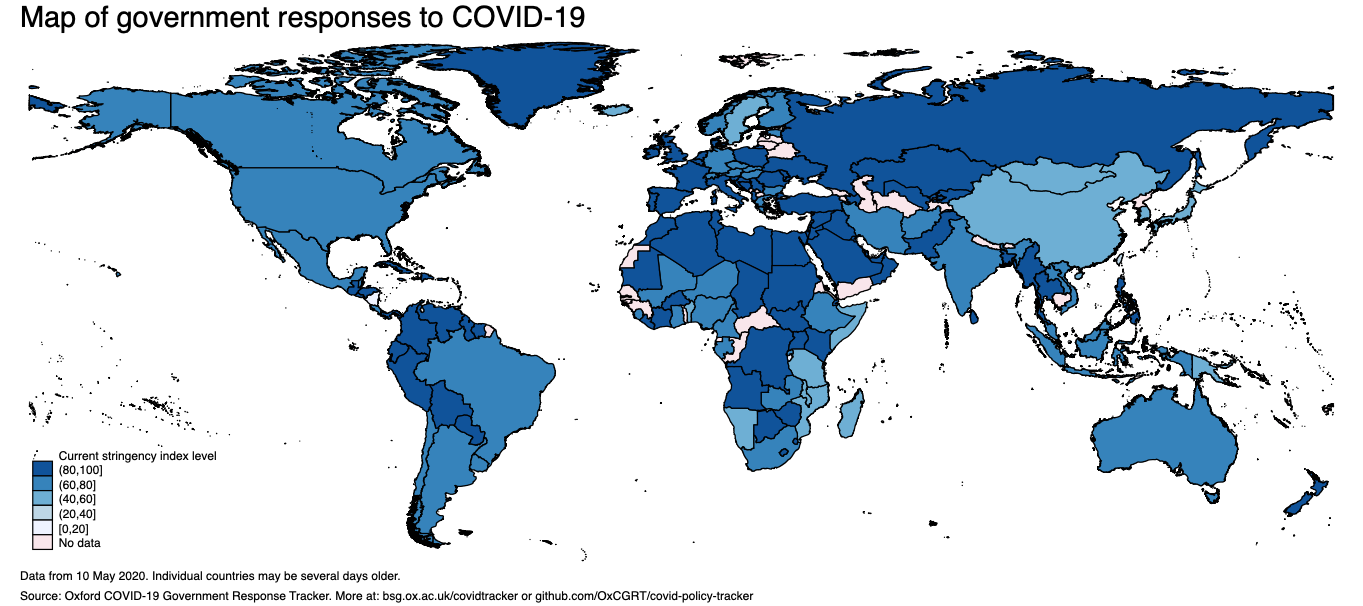 Map of government responses to COVID-19
Current stringency index level
(80,100]
(60,80]
(40,60]
(20,40]
[0,20]
No data
Data from 10 May 2020. Individual countries may be several days older.
Source: Oxford COVID-19 Government Response Tracker. More at: bsg.ox.ac.uk/covidtracker or github.com/OxCGRT/covid-policy-tracker